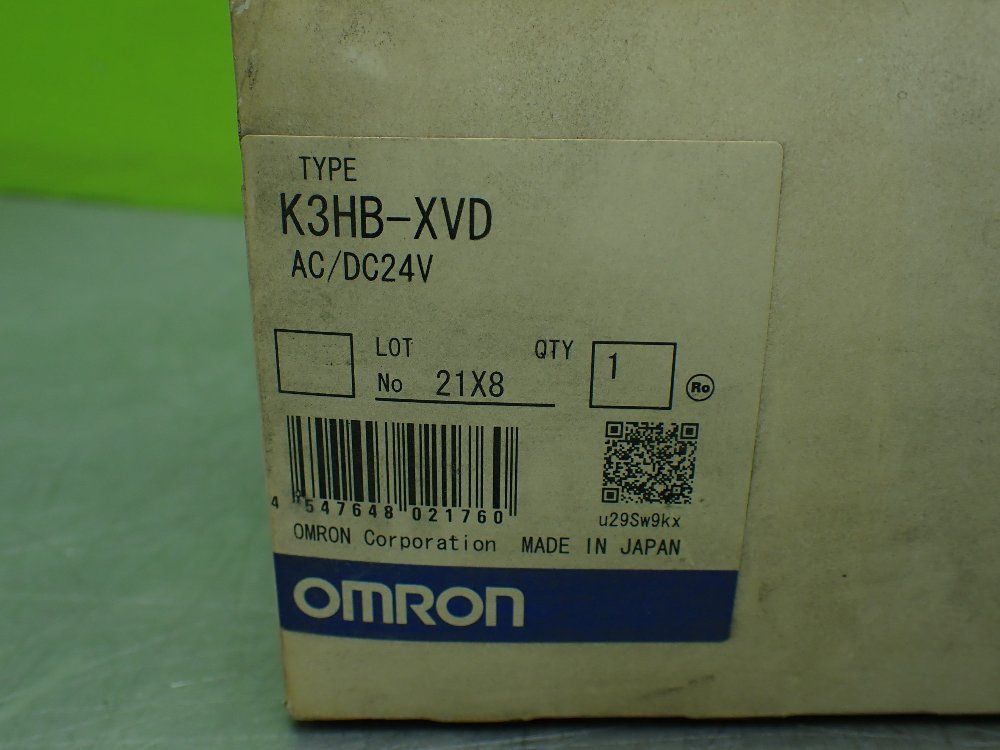 TYPE
K3HB-XVD
AC/DC24V
LOT QTY 1
No 21X8
Ro
4 547648 021760
u29Sw9kx
OMRON Corporation MADE IN JAPAN
OMRON